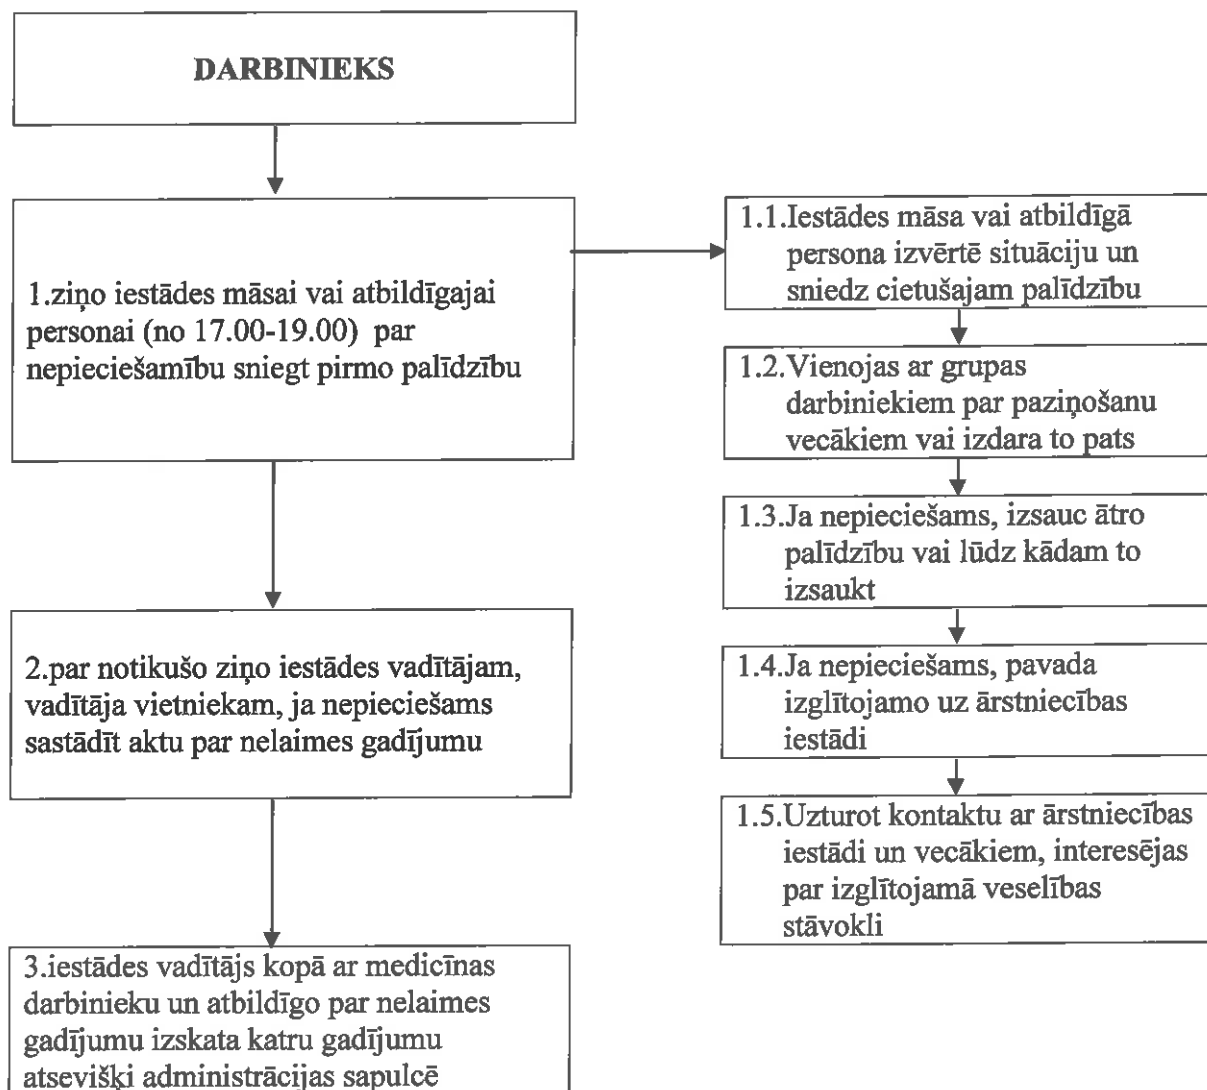 DARBINIEKS
1.ziņo iestādes māsai vai atbildīgajai
personai (no 17.00-19.00) par
nepieciešamību sniegt pirmo palīdzību
1.1.Iestādes māsa vai atbildīgā
persona izvērtē situāciju un
sniedz cietušajam palīdzību
1.2.Vienojas ar grupas
darbiniekiem par paziņošanu
vecākiem vai izdara to pats
1.3.Ja nepieciešams, izsauc ātro
palīdzību vai lūdz kādam to
izsaukt
1.4.Ja nepieciešams, pavada
izglītojamo uz ārstniecības
iestādi
1.5.Uzturot kontaktu ar ārstniecības
iestādi un vecākiem, interesējas
par izglītojamā veselības
stāvokli
2.par notikušo ziņo iestādes vadītājam,
vadītāja vietniekam, ja nepieciešams
sastādīt aktu par nelaimes gadījumu
3.iestādes vadītājs kopā ar medicīnas
darbinieku un atbildīgo par nelaimes
gadījumu izskata katru gadījumu
atsevišķi administrācijas sapulcē